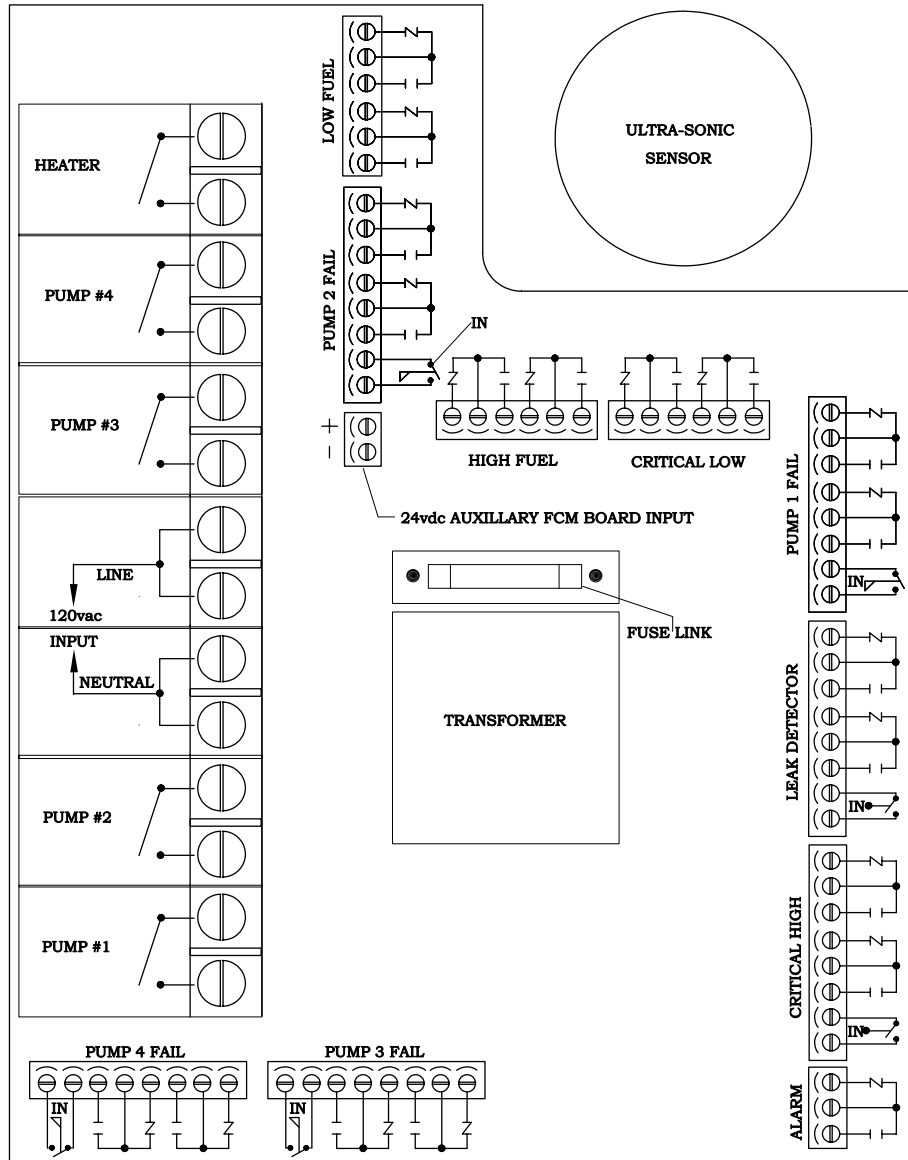 LOW FUEL
ULTRA-SONIC
SENSOR
HEATER
PUMP 2 FAIL
PUMP #4
IN
PUMP #3
+
-
HIGH FUEL
CRITICAL LOW
PUMP 1 FAIL
IN
24vdc AUXILLARY FCM BOARD INPUT
LINE
120vac
INPUT
NEUTRAL
FUSE LINK
TRANSFORMER
LEAK DETECTOR
IN
PUMP #2
PUMP #1
CRITICAL HIGH
IN
PUMP 4 FAIL
IN
PUMP 3 FAIL
IN
ALARM